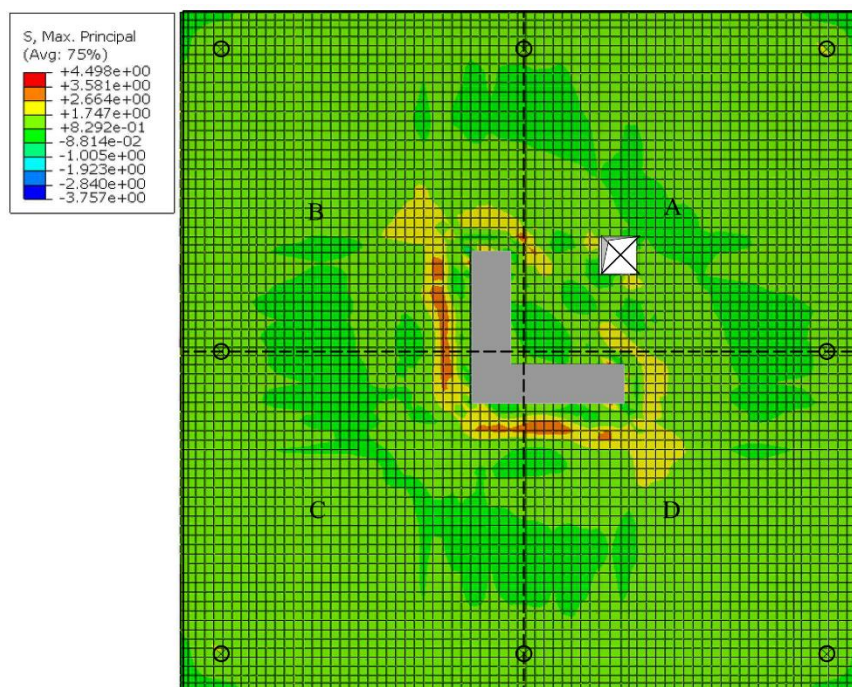 S, Max. Principal
(Avg: 75%)
+4.498e+00
+3.581e+00
+2.664e+00
+1.747e+00
+8.292e-01
-8.814e-02
-1.005e+00
-1.923e+00
-2.840e+00
-3.757e+00
B
A
C
D